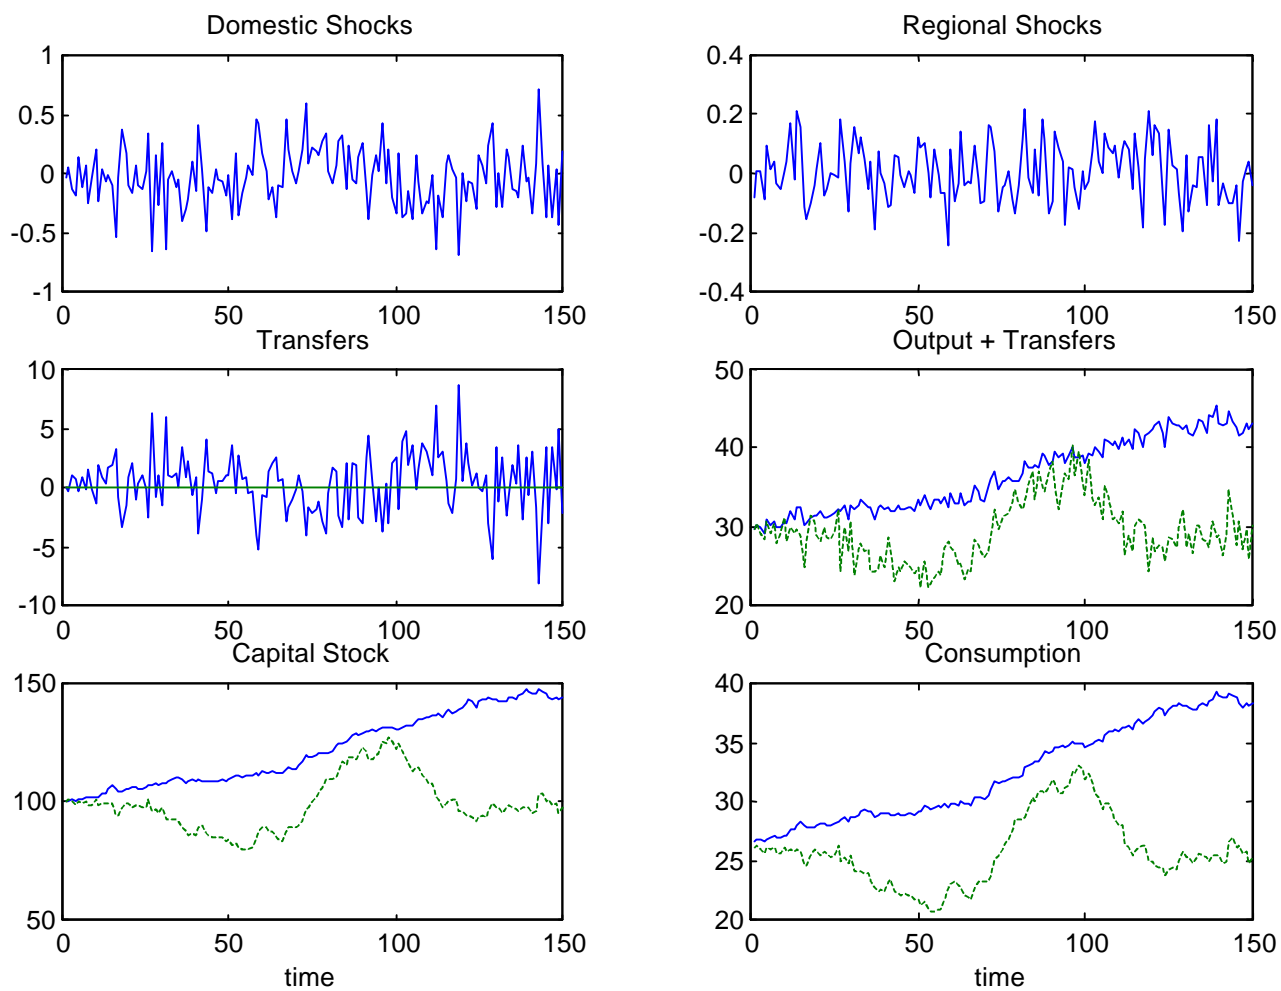 Domestic Shocks
Regional Shocks
1
0.5
0
-0.5
-1
0 50 100 150
0.4
0.2
0
-0.2
-0.4
0 50 100 150
Transfers
Output + Transfers
10
5
0
-5
-10
0 50 100 150
50
40
30
20
0 50 100 150
Capital Stock
Consumption
150
100
50
0 50 100 150
time
40
35
30
25
20
0 50 100 150
time